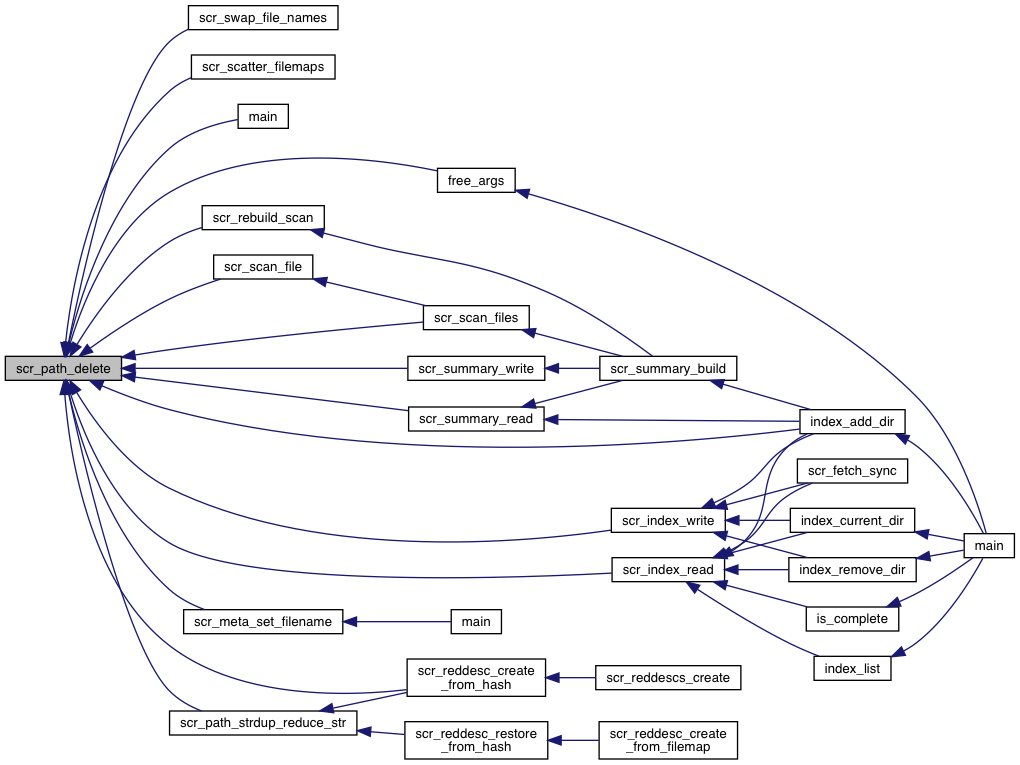 scr_swap_file_names
scr_scatter_filemaps
main
free_args
scr_rebuild_scan
scr_scan_file
scr_scan_files
scr_path_delete
scr_summary_write
scr_summary_build
scr_summary_read
index_add_dir
scr_fetch_sync
scr_index_write
index_current_dir
main
scr_index_read
index_remove_dir
scr_meta_set_filename
main
is_complete
index_list
scr_reddesc_create
_from_hash
scr_reddescs_create
scr_path_strdup_reduce_str
scr_reddesc_restore
_from_hash
scr_reddesc_create
_from_filemap